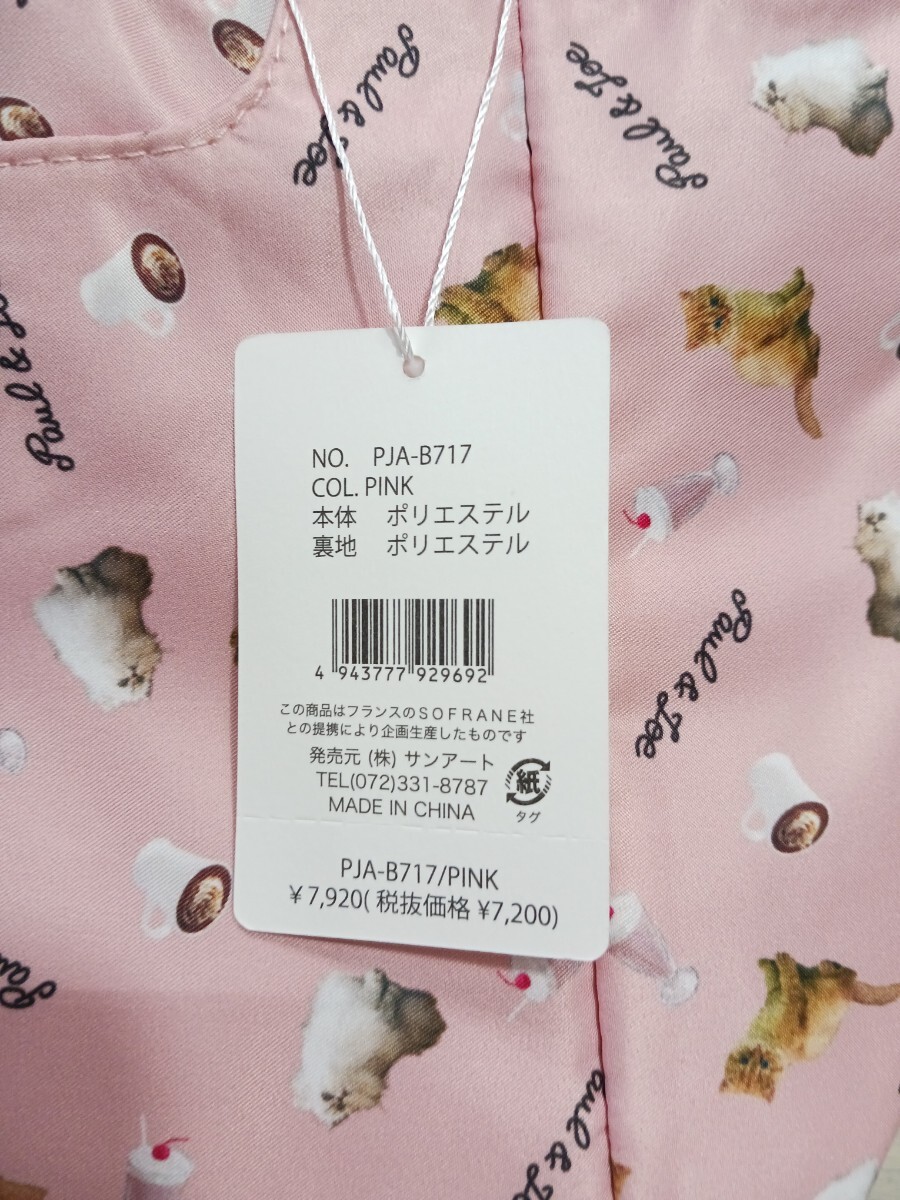 Paul & Joe
Paul & Joe
Paul & Joe
NO. PJA-B717
COL. PINK
本体 ポリエステル
裏地 ポリエステル
4 943777 929692
この商品はフランスのSOFRANE社
との提携により企画生産したものです
発売元 (株) サンアート
TEL(072)331-8787
MADE IN CHINA
紙
タグ
PJA-B717/PINK
¥7,920( 税抜価格 ¥7,200)
Paul & Joe